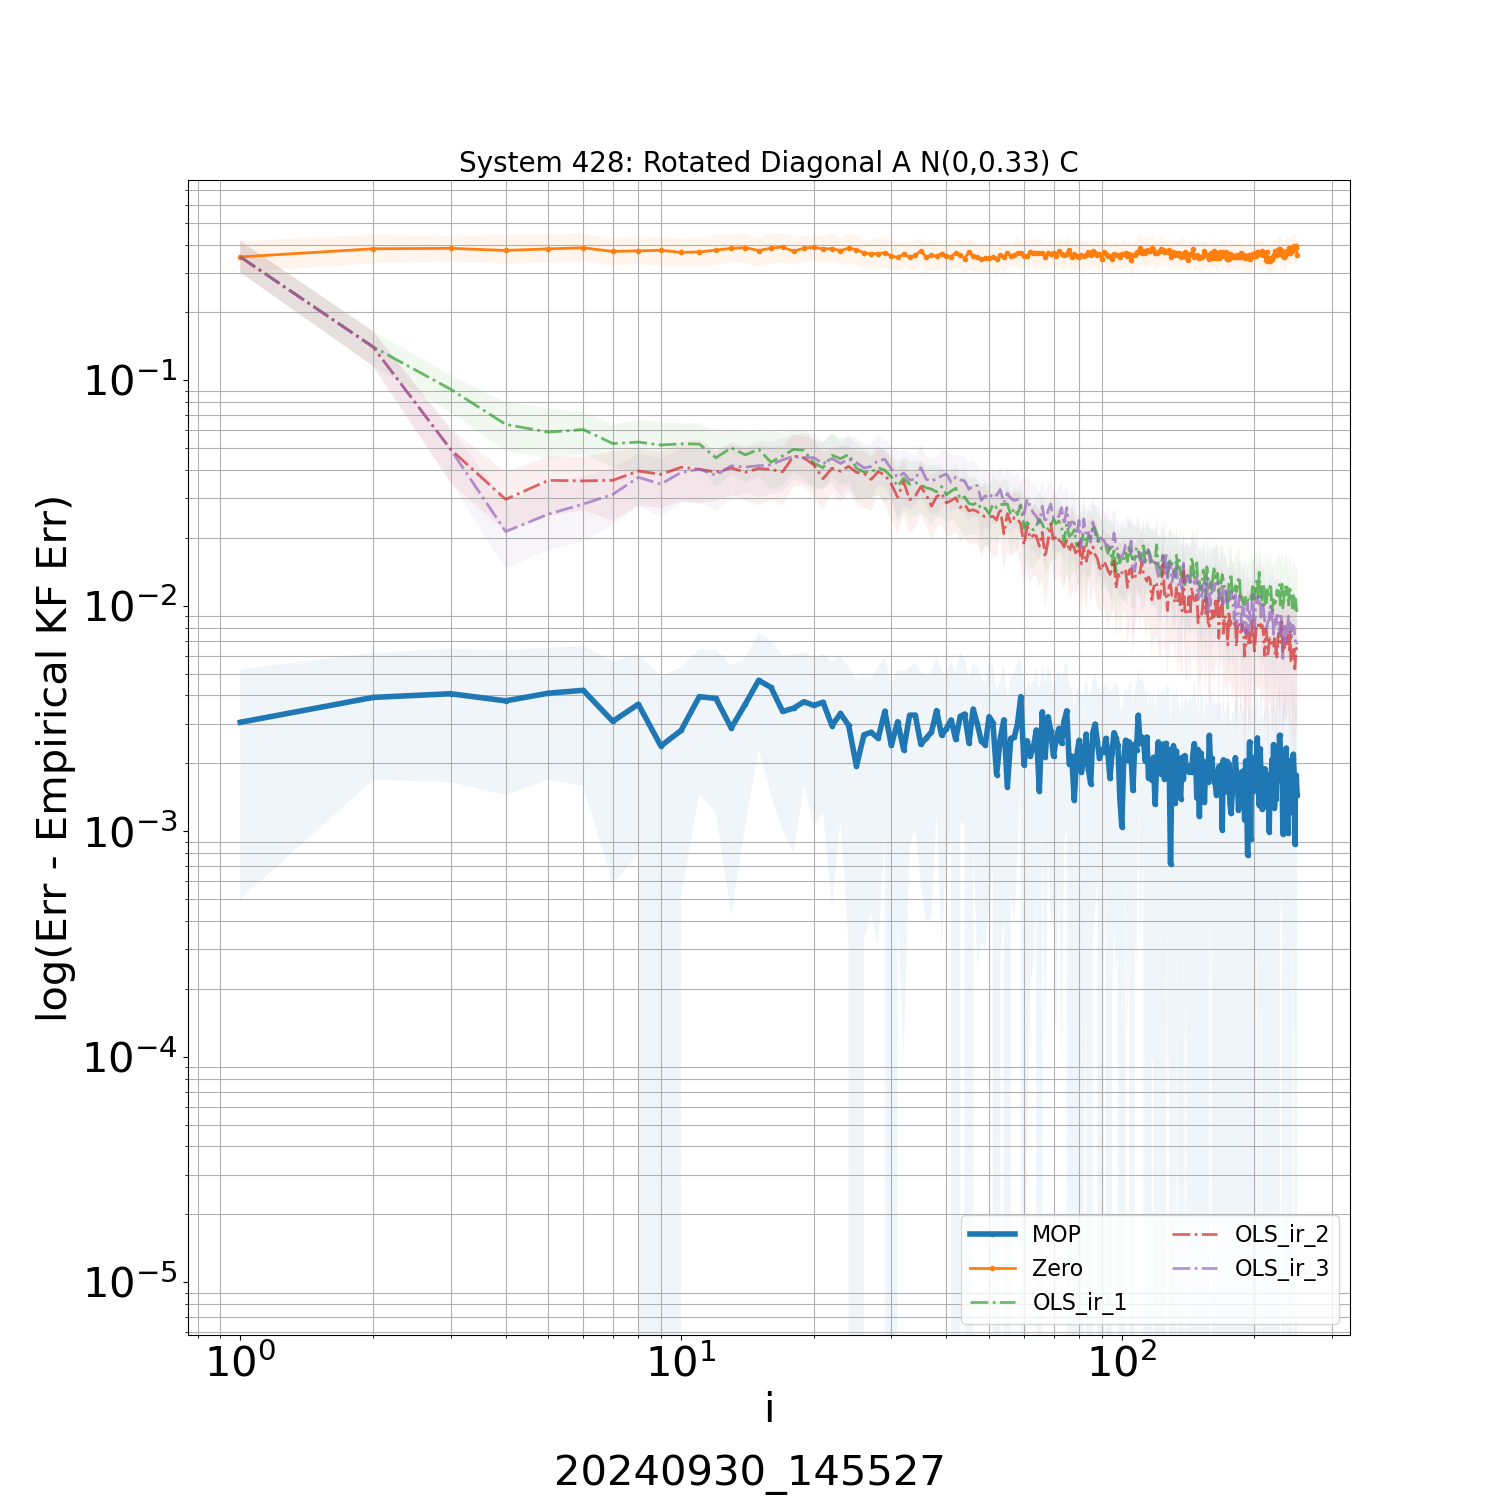 System 428: Rotated Diagonal A N(0,0.33) C
log(Err - Empirical KF Err)
10^-1
10^-2
10^-3
10^-4
10^-5
MOP
Zero
OLS_ir_1
OLS_ir_2
OLS_ir_3
10^0 10^1 10^2
i
20240930_145527